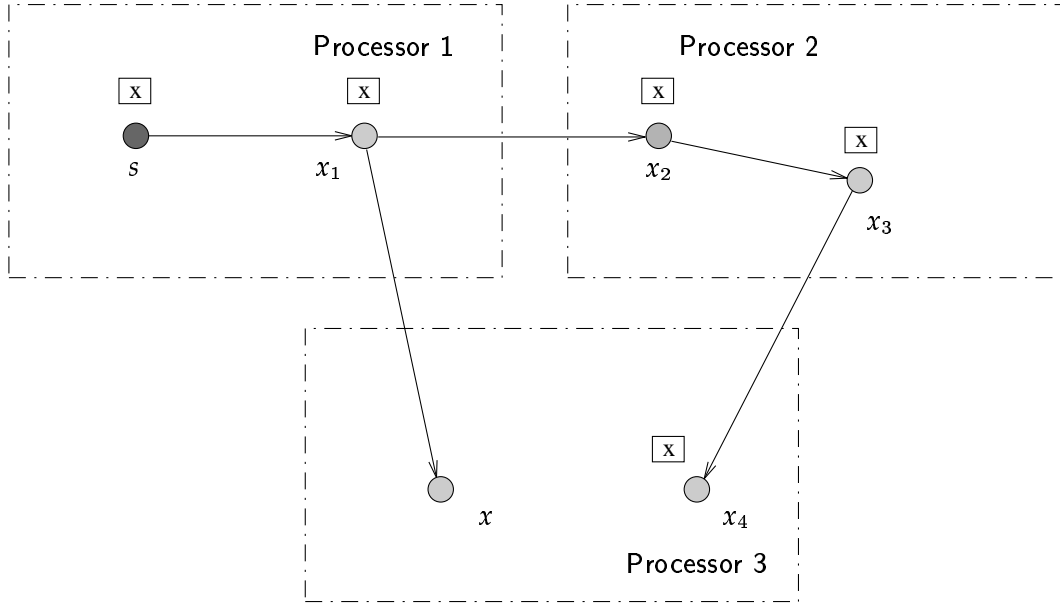 Processor 1
Processor 2
x
x
x
x
s
x₁
x₂
x₃
x
x
x₄
Processor 3